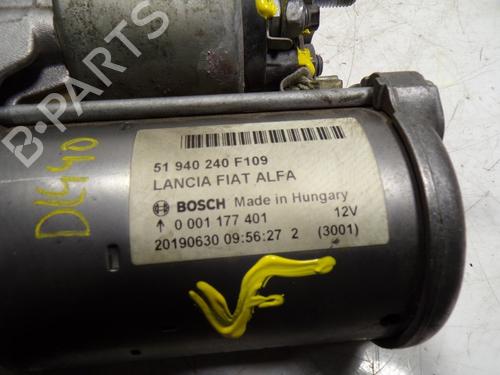 B-PARTS
DKY40
51 940 240 F109
LANCIA FIAT ALFA
BOSCH Made in Hungary
↑ 0 001 177 401 12V
20190630 09:56:27 2 (3001)